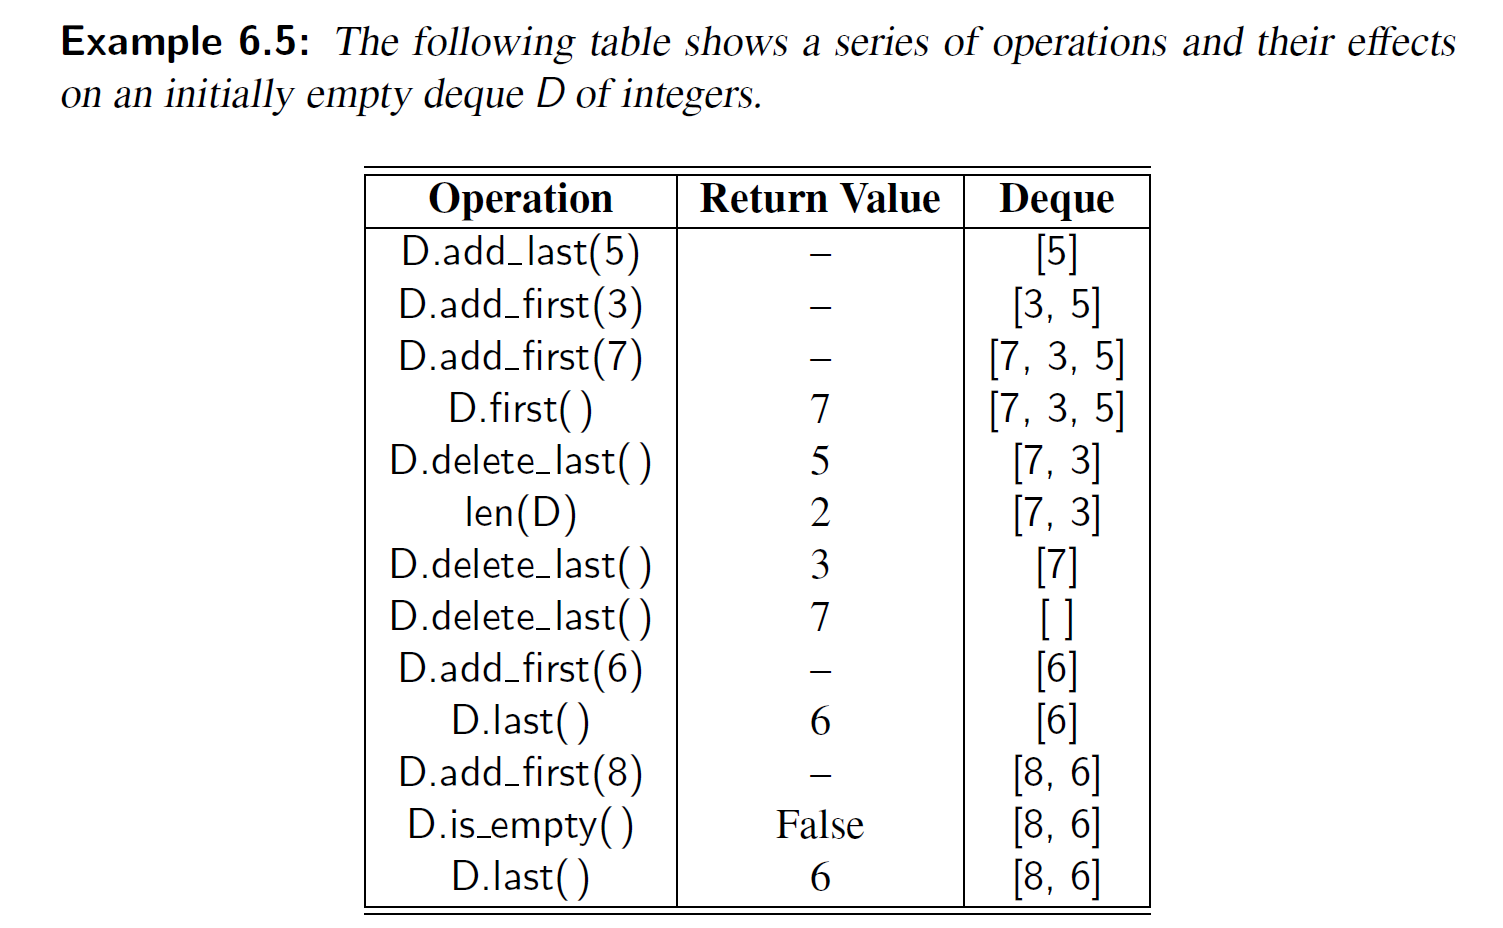 Example 6.5: The following table shows a series of operations and their effects
on an initially empty deque D of integers.
Operation Return Value Deque
D.add_last(5) – [5]
D.add_first(3) – [3, 5]
D.add_first(7) – [7, 3, 5]
D.first( ) 7 [7, 3, 5]
D.delete_last( ) 5 [7, 3]
len(D) 2 [7, 3]
D.delete_last( ) 3 [7]
D.delete_last( ) 7 [ ]
D.add_first(6) – [6]
D.last( ) 6 [6]
D.add_first(8) – [8, 6]
D.is_empty( ) False [8, 6]
D.last( ) 6 [8, 6]